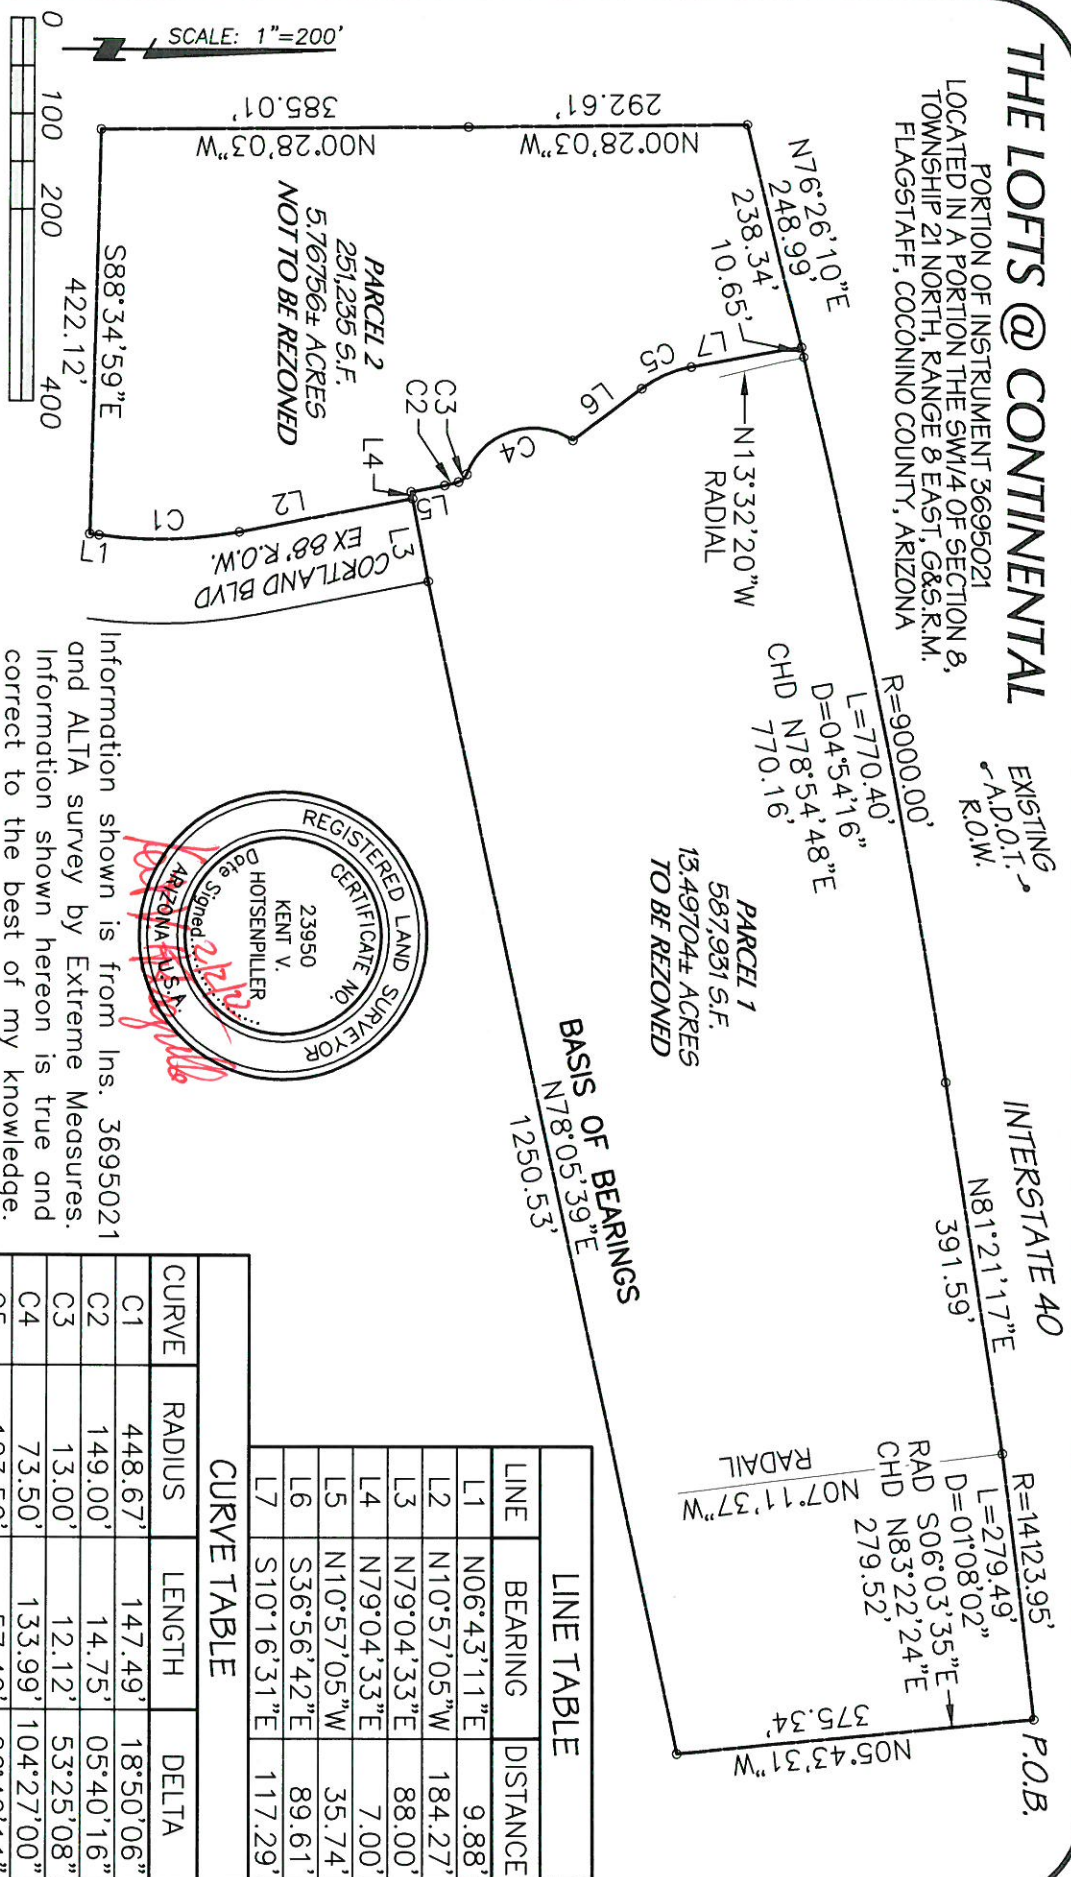 THE LOFTS @ CONTINENTAL
PORTION OF INSTRUMENT 3695021
LOCATED IN A PORTION THE SW1/4 OF SECTION 8,
TOWNSHIP 21 NORTH, RANGE 8 EAST, G&S.R.M.
FLAGSTAFF, COCONINO COUNTY, ARIZONA
EXISTING
A.D.O.T.
R.O.W.
INTERSTATE 40
P.O.B.
N81°21'17"E
391.59'
R=14123.95'
L=279.49'
D=01°08'02"
RAD S06°03'35"E
CHD N83°22'24"E
279.52'
N07°11'37"W
RADAIL
375.34'
N05°43'31"W
R=9000.00'
L=770.40'
D=04°54'16"
CHD N78°54'48"E
770.16'
N76°26'10"E
248.99'
238.34'
10.65'
N13°32'20"W
RADIAL
L7
C5
L6
C4
C3
C2
L4
L5
L3
L2
C1
L1
292.61'
N00°28'03"W
385.01'
N00°28'03"W
PARCEL 1
587,931 S.F.
13.49704± ACRES
TO BE REZONED
PARCEL 2
251,235 S.F.
5.76756± ACRES
NOT TO BE REZONED
BASIS OF BEARINGS
N78°05'39"E
1250.53'
CORTLAND BLVD
EX 88' R.O.W.
S88°34'59"E
422.12'
SCALE: 1"=200'
0 100 200 400
REGISTERED LAND SURVEYOR
CERTIFICATE NO.
23950
KENT V.
HOTSENPILLER
Date Signed
ARIZONA U.S.A.
Information shown is from Ins. 3695021
and ALTA survey by Extreme Measures.
Information shown hereon is true and
correct to the best of my knowledge.
LINE TABLE
LINE BEARING DISTANCE
L1 N06°43'11"E 9.88'
L2 N10°57'05"W 184.27'
L3 N79°04'33"E 88.00'
L4 N79°04'33"E 7.00'
L5 N10°57'05"W 35.74'
L6 S36°56'42"E 89.61'
L7 S10°16'31"E 117.29'
CURVE TABLE
CURVE RADIUS LENGTH DELTA
C1 448.67' 147.49' 18°50'06"
C2 149.00' 14.75' 05°40'16"
C3 13.00' 12.12' 53°25'08"
C4 73.50' 133.99' 104°27'00"